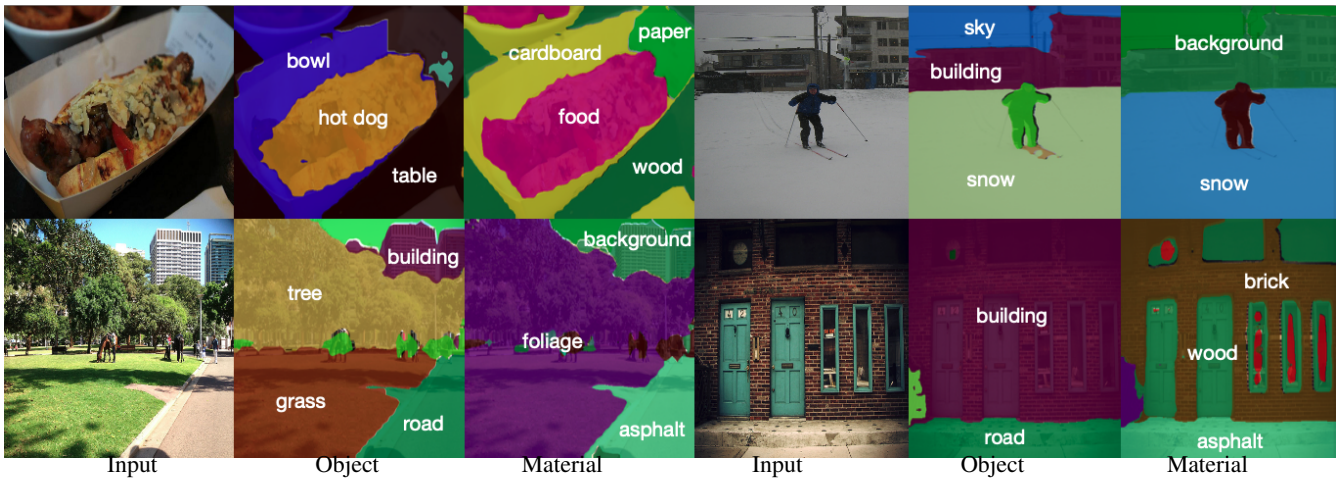 bowl
hot dog
table
cardboard
paper
food
wood
sky
building
snow
background
snow
building
tree
grass
road
background
foliage
asphalt
building
road
brick
wood
asphalt
Input Object Material Input Object Material